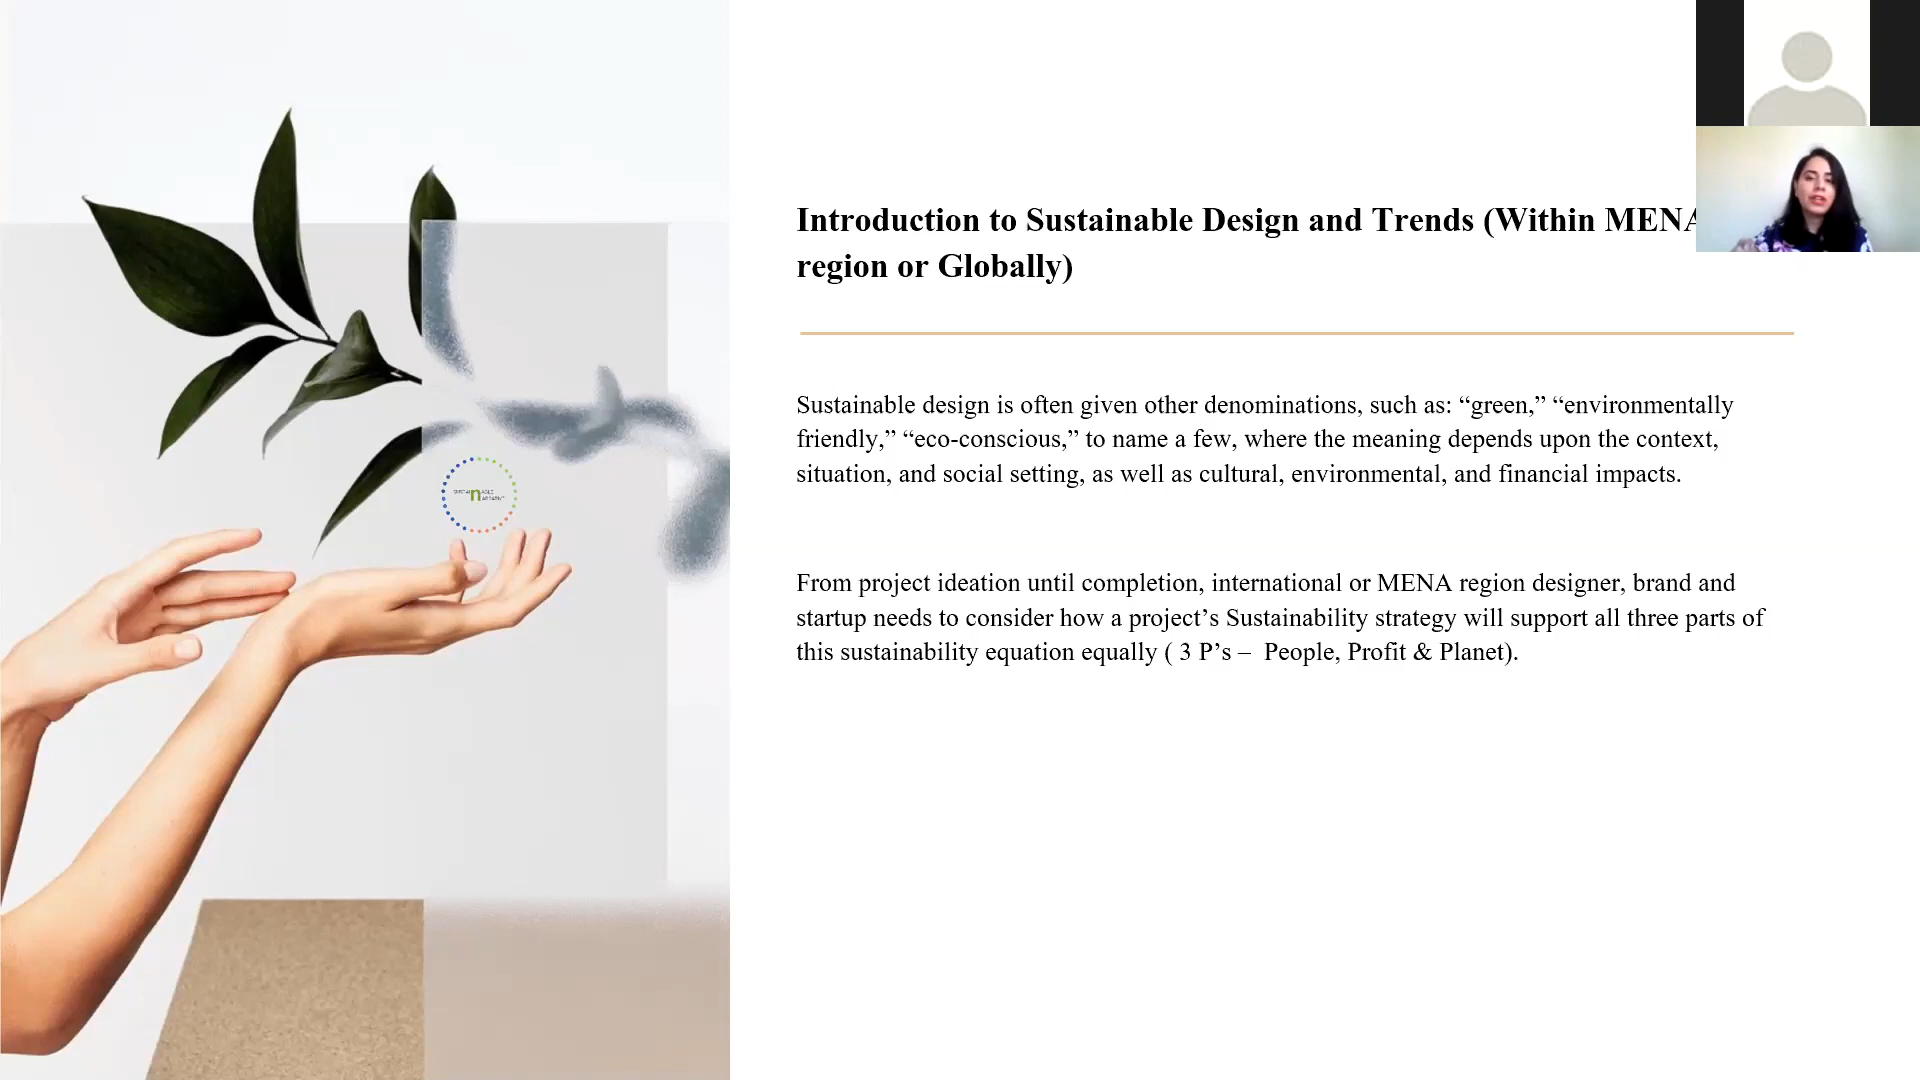 Introduction to Sustainable Design and Trends (Within MENA
region or Globally)
Sustainable design is often given other denominations, such as: “green,” “environmentally
friendly,” “eco-conscious,” to name a few, where the meaning depends upon the context,
situation, and social setting, as well as cultural, environmental, and financial impacts.
From project ideation until completion, international or MENA region designer, brand and
startup needs to consider how a project’s Sustainability strategy will support all three parts of
this sustainability equation equally ( 3 P’s – People, Profit & Planet).